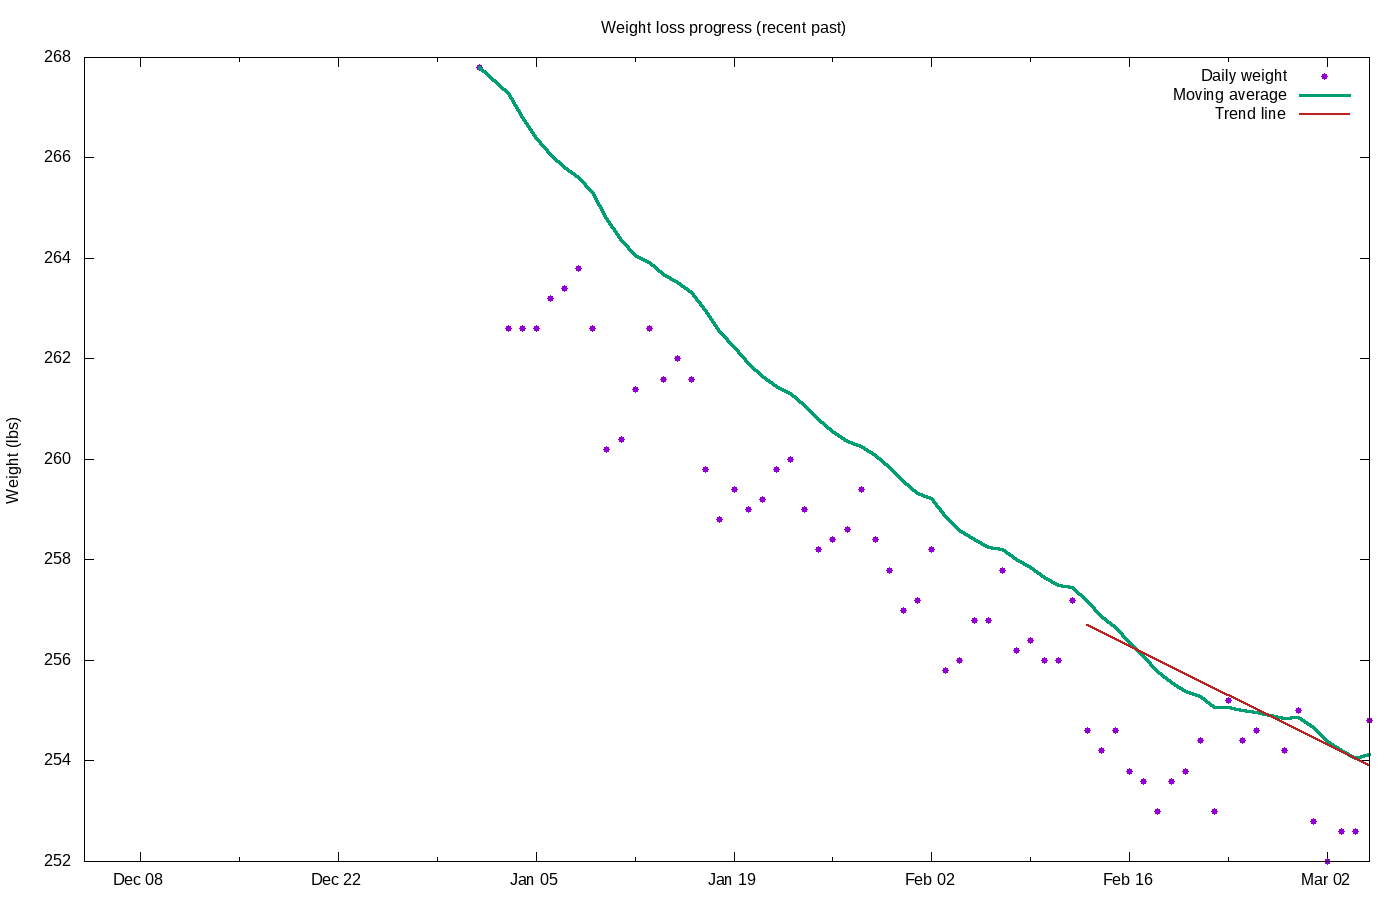 Weight loss progress (recent past)
Daily weight
Moving average
Trend line
Weight (lbs)
268
266
264
262
260
258
256
254
252
Dec 08
Dec 22
Jan 05
Jan 19
Feb 02
Feb 16
Mar 02